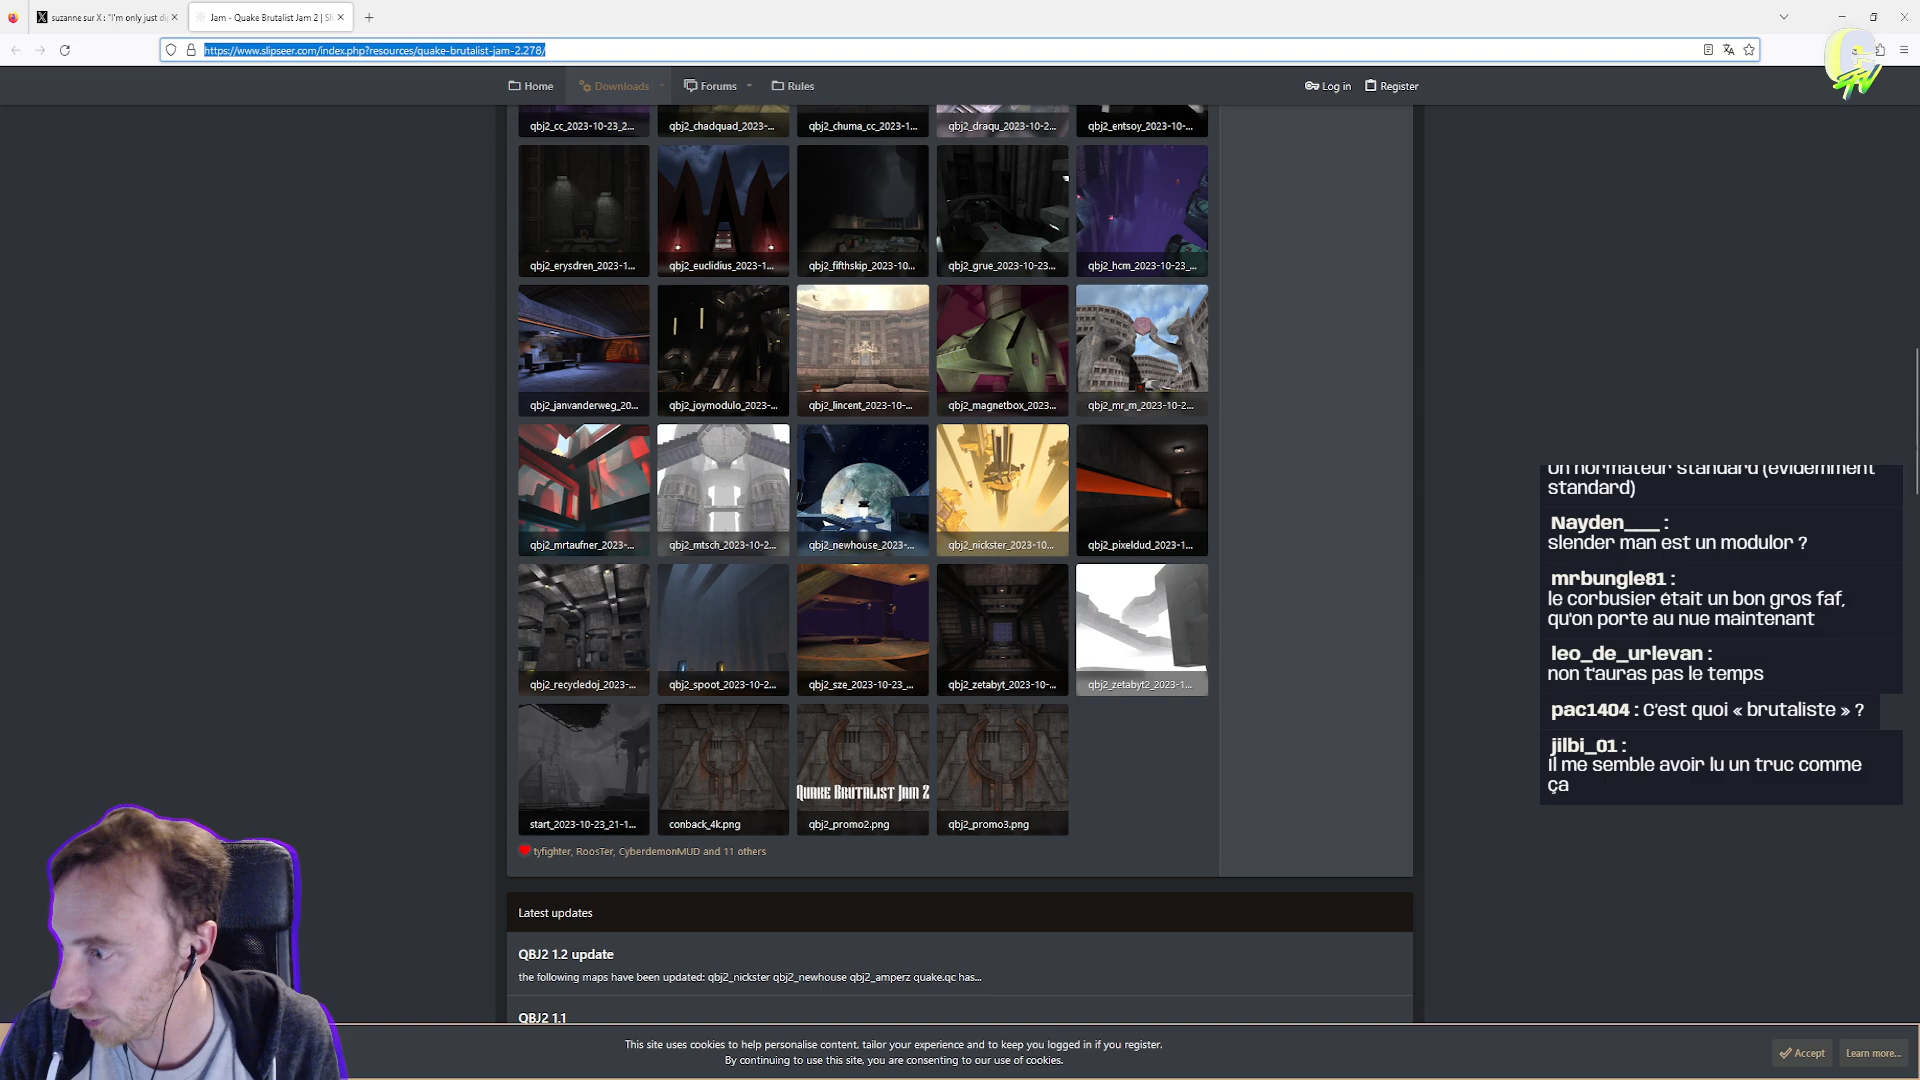 suzanne sur X : "I'm only just di
Jam - Quake Brutalist Jam 2 | Sli
https://www.slipseer.com/index.php?resources/quake-brutalist-jam-2.278/
Home
Downloads
Forums
Rules
Log in
Register
qbj2_cc_2023-10-23_2...
qbj2_chadquad_2023-...
qbj2_chuma_cc_2023-1...
qbj2_draqu_2023-10-2...
qbj2_entsoy_2023-10-...
qbj2_erysdren_2023-1...
qbj2_euclidius_2023-1...
qbj2_fifthskip_2023-10...
qbj2_grue_2023-10-23...
qbj2_hcm_2023-10-23_...
qbj2_janvanderweg_20...
qbj2_joymodulo_2023-...
qbj2_lincent_2023-10-...
qbj2_magnetbox_2023...
qbj2_mr_m_2023-10-2...
qbj2_mrtaufner_2023-...
qbj2_mtsch_2023-10-2...
qbj2_newhouse_2023-...
qbj2_nickster_2023-10...
qbj2_pixeldud_2023-1...
qbj2_recycledoj_2023-...
qbj2_spoot_2023-10-2...
qbj2_sze_2023-10-23_...
qbj2_zetabyt_2023-10-...
qbj2_zetabyt2_2023-1...
QUAKE BRUTALIST JAM 2
start_2023-10-23_21-1...
conback_4k.png
qbj2_promo2.png
qbj2_promo3.png
tyfighter, RoosTer, CyberdemonMUD and 11 others
Latest updates
QBJ2 1.2 update
the following maps have been updated: qbj2_nickster qbj2_newhouse qbj2_amperz quake.qc has...
QBJ2 1.1
This site uses cookies to help personalise content, tailor your experience and to keep you logged in if you register.
By continuing to use this site, you are consenting to our use of cookies.
Accept
Learn more...
Un normateur standard (évidemment
standard)
Nayden___ :
slender man est un modulor ?
mrbungle81 :
le corbusier était un bon gros faf,
qu'on porte au nue maintenant
leo_de_urlevan :
non t'auras pas le temps
pac1404 : C'est quoi « brutaliste » ?
jilbi_01 :
Il me semble avoir lu un truc comme
ça